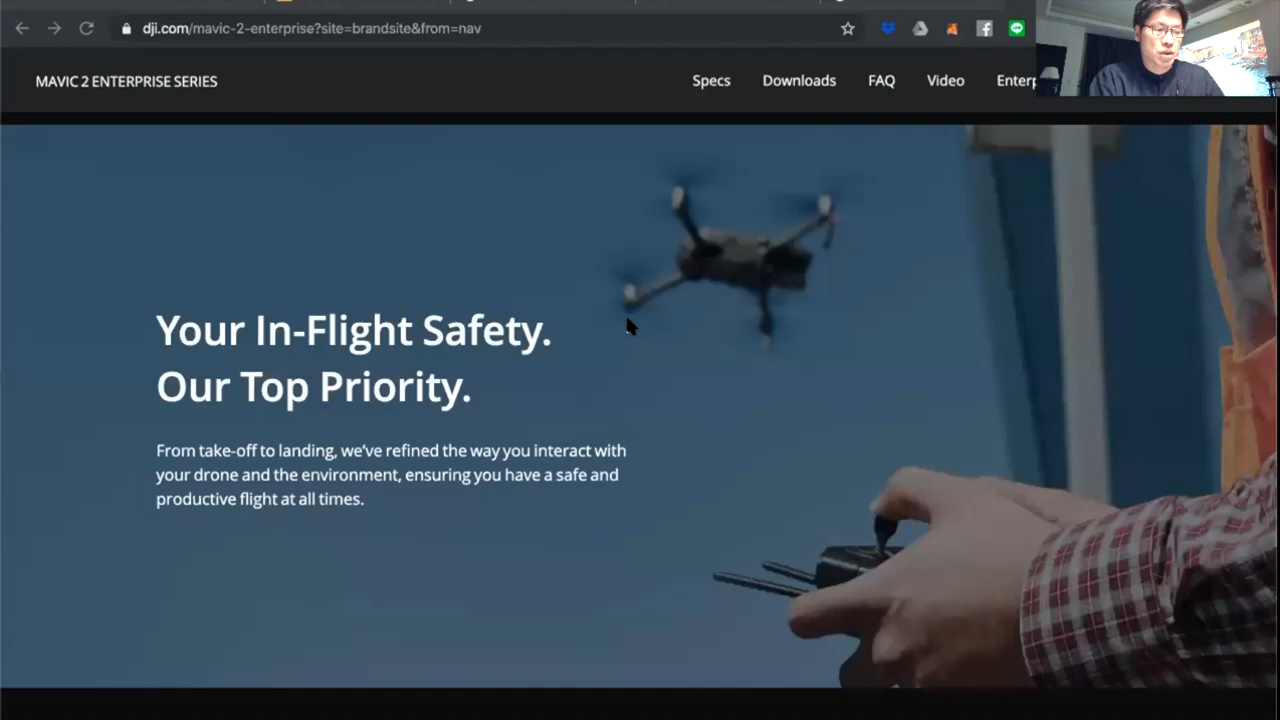 dji.com/mavic-2-enterprise?site=brandsite&from=nav
MAVIC 2 ENTERPRISE SERIES
Specs
Downloads
FAQ
Video
Enterp
Your In-Flight Safety.
Our Top Priority.
From take-off to landing, we've refined the way you interact with
your drone and the environment, ensuring you have a safe and
productive flight at all times.